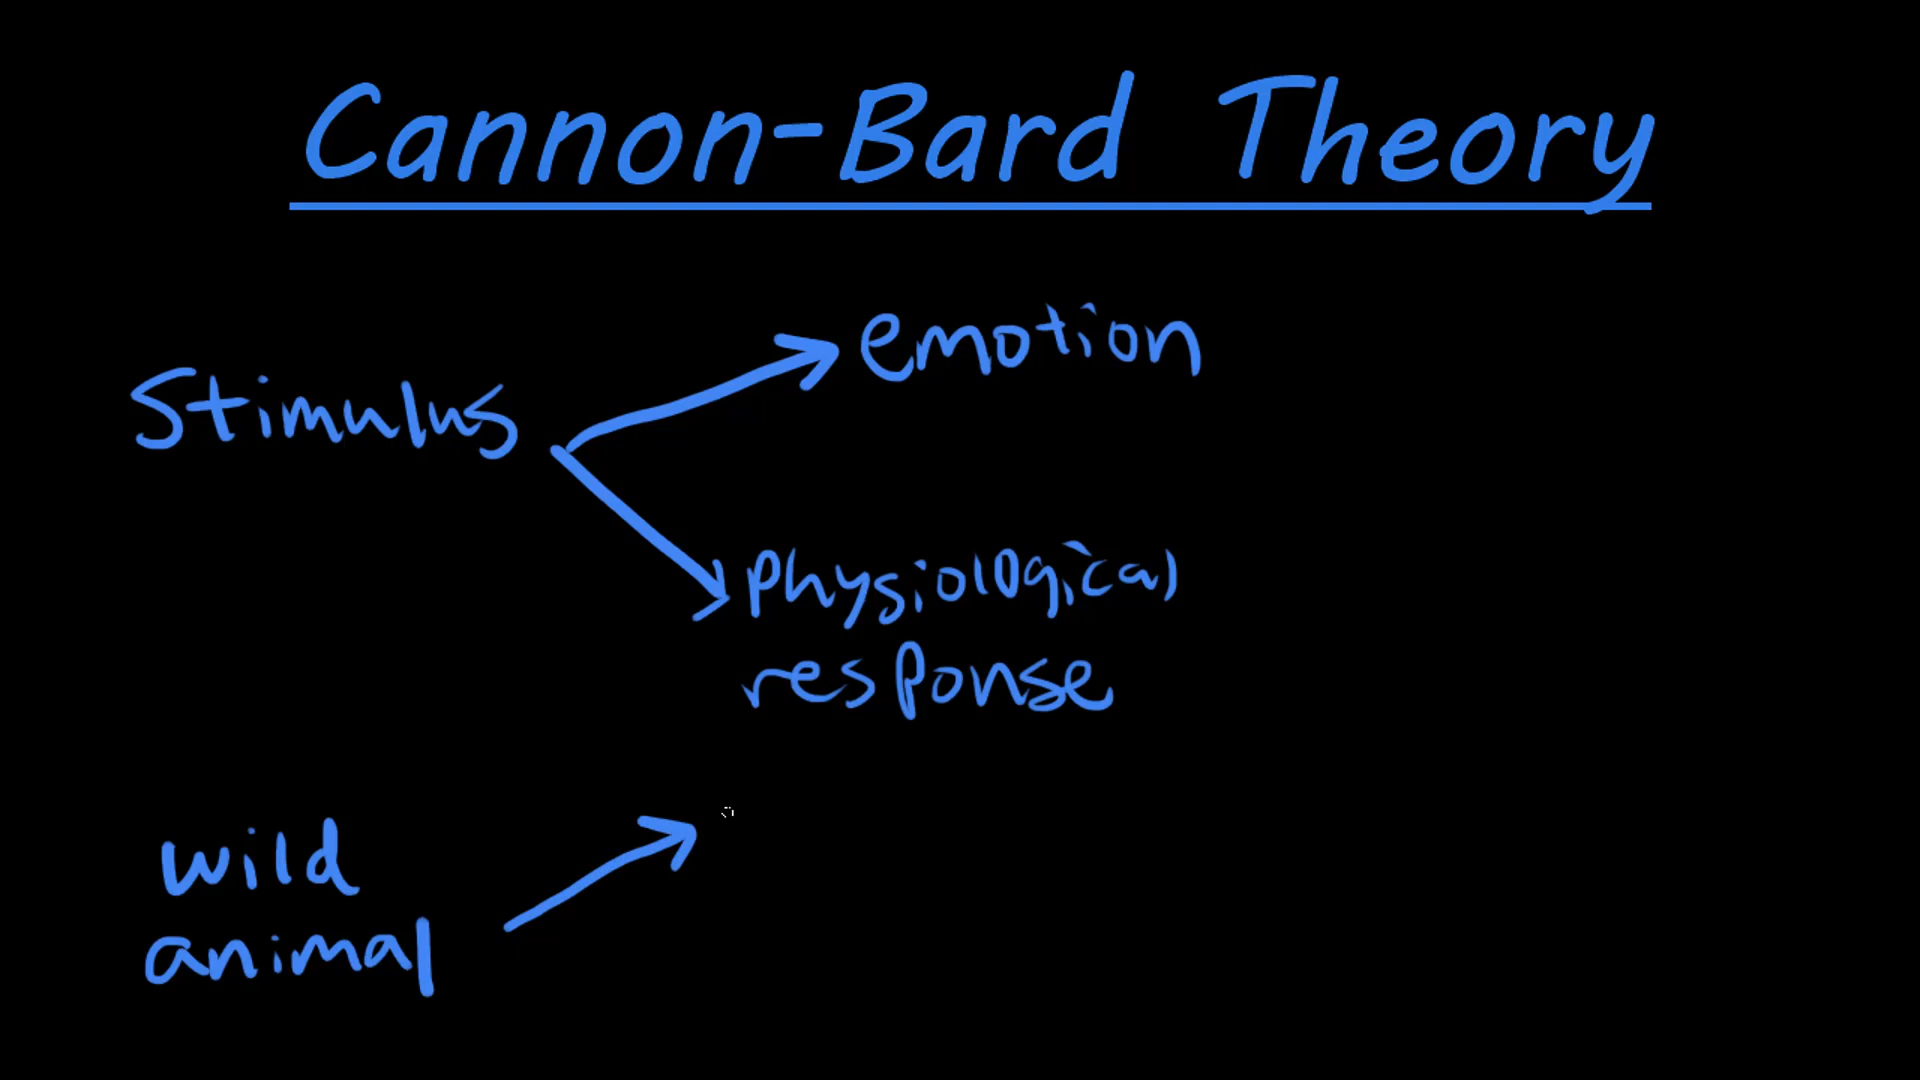 Cannon-Bard Theory
Stimulus
emotion
physiological
response
wild
animal